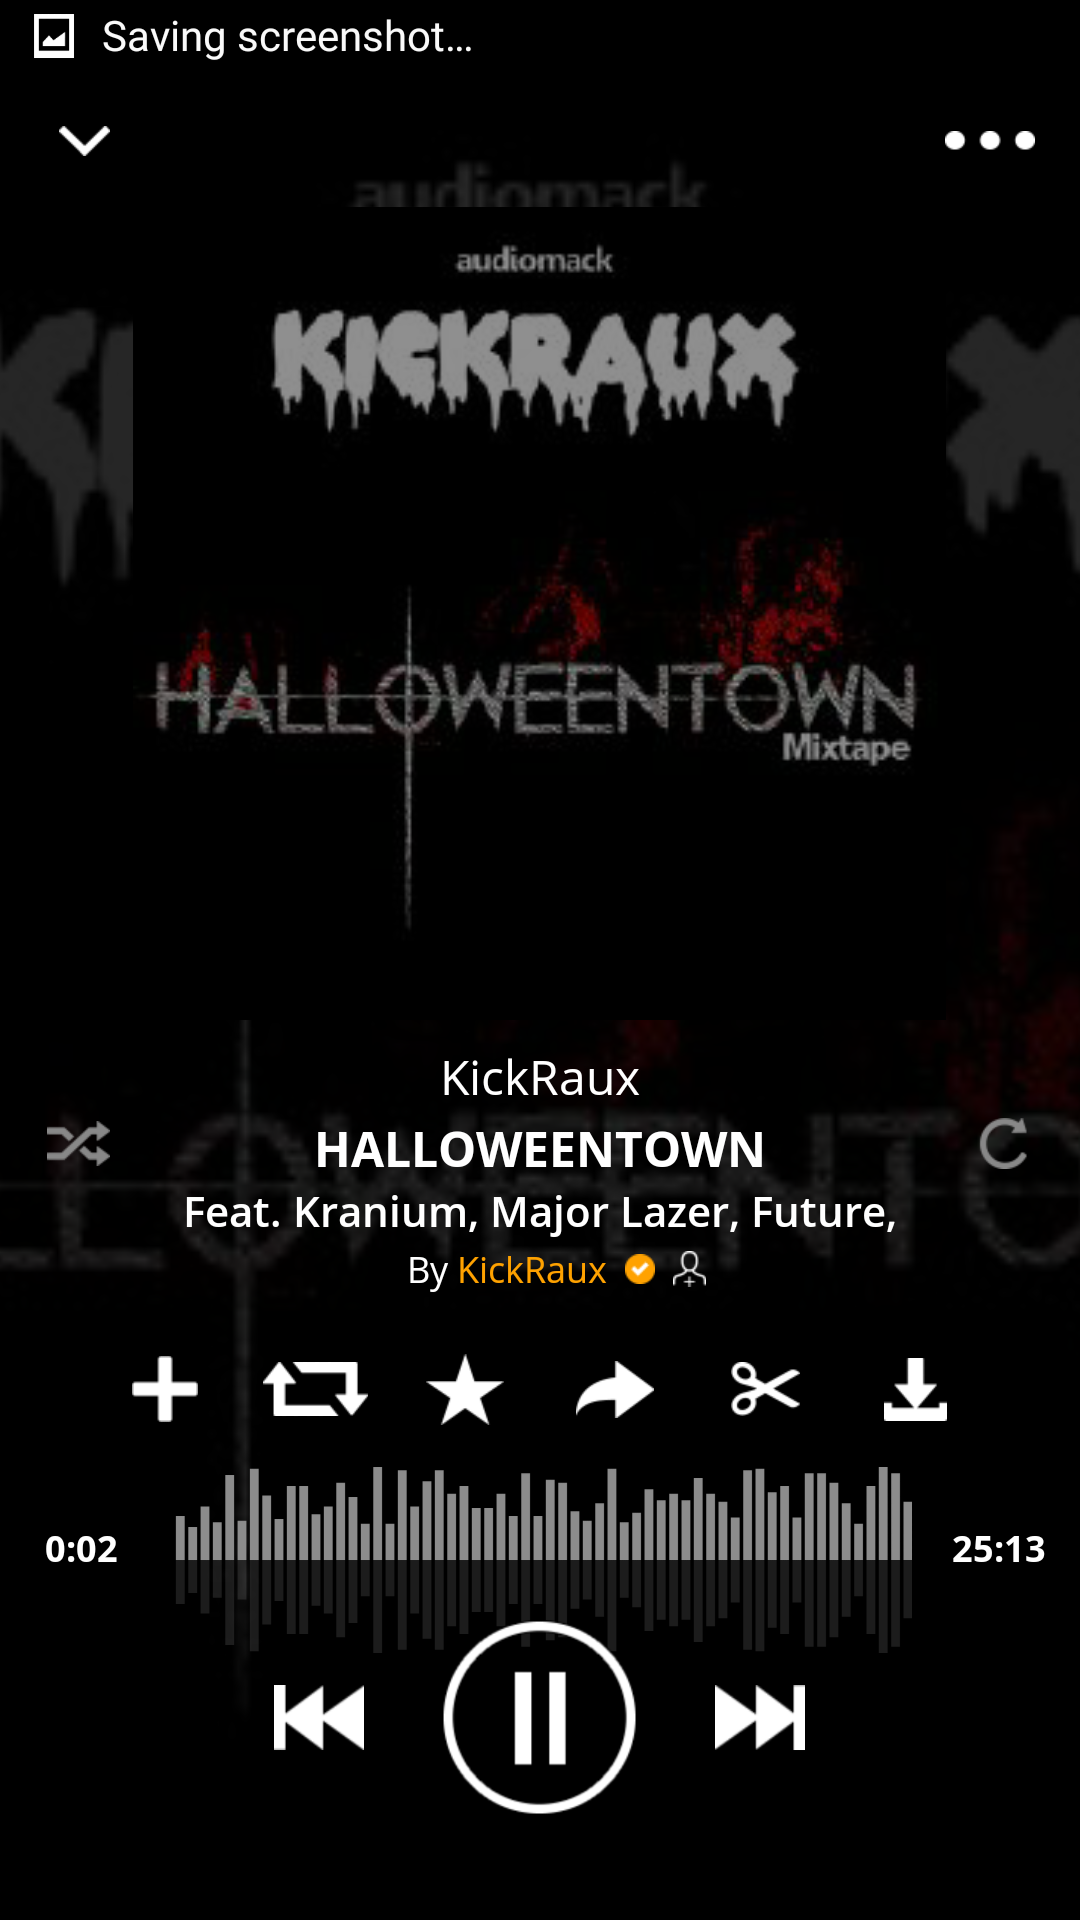 Saving screenshot...
audiomack
audiomack
KICKRAUX
HALLOWEENTOWN
Mixtape
KickRaux
HALLOWEENTOWN
Feat. Kranium, Major Lazer, Future,
By KickRaux
0:02
25:13